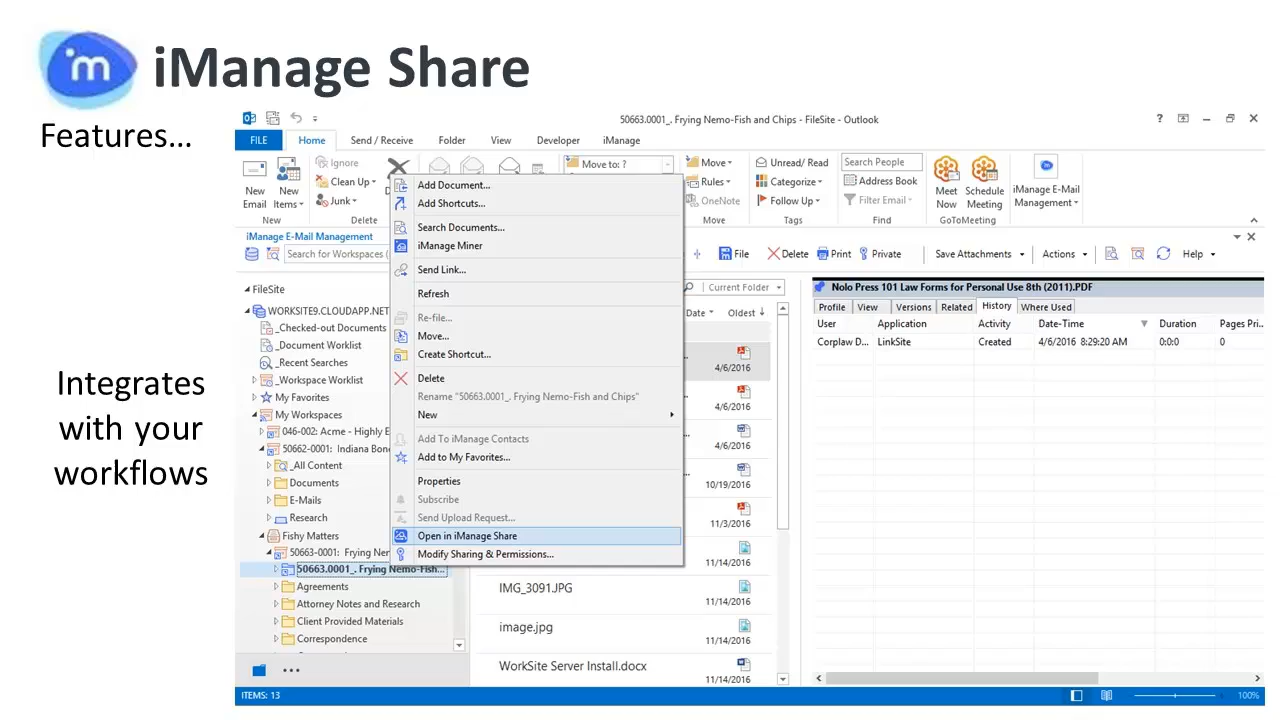 im iManage Share
Features...
Integrates
with your
workflows
50663.0001_. Frying Nemo-Fish and Chips - FileSite - Outlook
FILE Home Send / Receive Folder View Developer iManage
New Email
New Items
Ignore
Clean Up
Junk
Move to: ?
Move
Rules
OneNote
Unread/ Read
Categorize
Follow Up
Search People
Address Book
Filter Email
Meet Now
Schedule Meeting
iManage E-Mail Management
New Delete Move Tags Find GoToMeeting
iManage E-Mail Management
Search for Workspaces (
File Delete Print Private Save Attachments Actions Help
FileSite
WORKSITE9.CLOUDAPP.NET
_Checked-out Documents
_Document Worklist
_Recent Searches
_Workspace Worklist
My Favorites
My Workspaces
046-002: Acme - Highly E
50662-0001: Indiana Bon
_All Content
Documents
E-Mails
Research
Fishy Matters
50663-0001: Frying Ner
50663.0001_. Frying Nemo-Fish...
Agreements
Attorney Notes and Research
Client Provided Materials
Correspondence
Add Document...
Add Shortcuts...
Search Documents...
iManage Miner
Send Link...
Refresh
Re-file...
Move...
Create Shortcut...
Delete
Rename "50663.0001_. Frying Nemo-Fish and Chips"
New
Add To iManage Contacts
Add to My Favorites...
Properties
Subscribe
Send Upload Request...
Open in iManage Share
Modify Sharing & Permissions...
Current Folder
Date Oldest
4/6/2016
4/6/2016
4/6/2016
10/19/2016
11/3/2016
11/14/2016
IMG_3091.JPG
11/14/2016
image.jpg
11/14/2016
WorkSite Server Install.docx
11/14/2016
Nolo Press 101 Law Forms for Personal Use 8th (2011).PDF
Profile View Versions Related History Where Used
User Application Activity Date-Time Duration Pages Pri...
Corplaw D... LinkSite Created 4/6/2016 8:29:20 AM 0:0:0 0
ITEMS: 13
100%